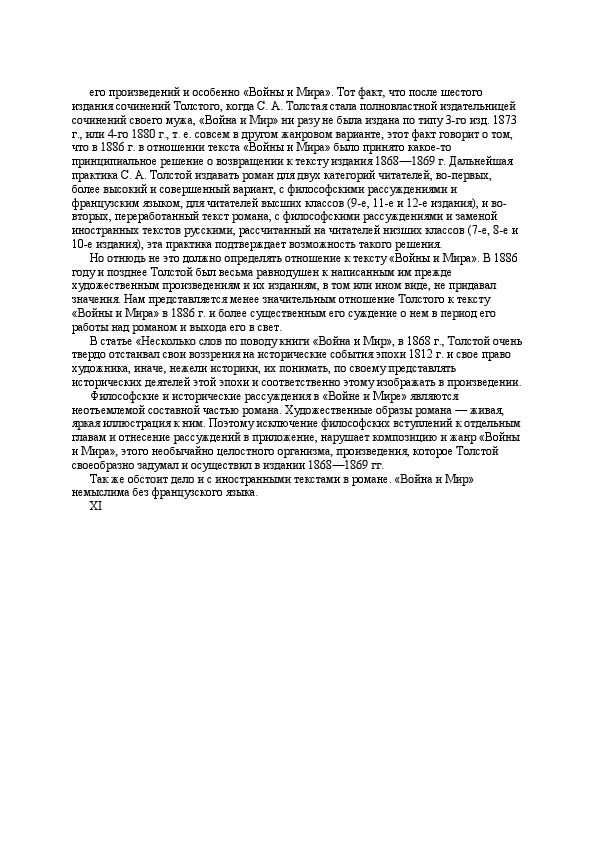 его произведений и особенно «Войны и Мира». Тот факт, что после шестого
издания сочинений Толстого, когда С. А. Толстая стала полновластной издательницей
сочинений своего мужа, «Война и Мир» ни разу не была издана по типу 3-го изд. 1873
г., или 4-го 1880 г., т. е. совсем в другом жанровом варианте, этот факт говорит о том,
что в 1886 г. в отношении текста «Войны и Мира» было принято какое-то
принципиальное решение о возвращении к тексту издания 1868—1869 г. Дальнейшая
практика С. А. Толстой издавать роман для двух категорий читателей, во-первых,
более высокий и совершенный вариант, с философскими рассуждениями и
французским языком, для читателей высших классов (9-е, 11-е и 12-е издания), и во-
вторых, переработанный текст романа, с философскими рассуждениями и заменой
иностранных текстов русскими, рассчитанный на читателей низших классов (7-е, 8-е и
10-е издания), эта практика подтверждает возможность такого решения.
Но отнюдь не это должно определять отношение к тексту «Войны и Мира». В 1886
году и позднее Толстой был весьма равнодушен к написанным им прежде
художественным произведениям и их изданиям, в том или ином виде, не придавал
значения. Нам представляется менее значительным отношение Толстого к тексту
«Войны и Мира» в 1886 г. и более существенным его суждение о нем в период его
работы над романом и выхода его в свет.
В статье «Несколько слов по поводу книги «Война и Мир», в 1868 г., Толстой очень
твердо отстаивал свои воззрения на исторические события эпохи 1812 г. и свое право
художника, иначе, нежели историки, их понимать, по своему представлять
исторических деятелей этой эпохи и соответственно этому изображать в произведении.
Философские и исторические рассуждения в «Войне и Мире» являются
неотъемлемой составной частью романа. Художественные образы романа — живая,
яркая иллюстрация к ним. Поэтому исключение философских вступлений к отдельным
главам и отнесение рассуждений в приложение, нарушает композицию и жанр «Войны
и Мира», этого необычайно целостного организма, произведения, которое Толстой
своеобразно задумал и осуществил в издании 1868—1869 гг.
Так же обстоит дело и с иностранными текстами в романе. «Война и Мир»
немыслима без французского языка.
XI